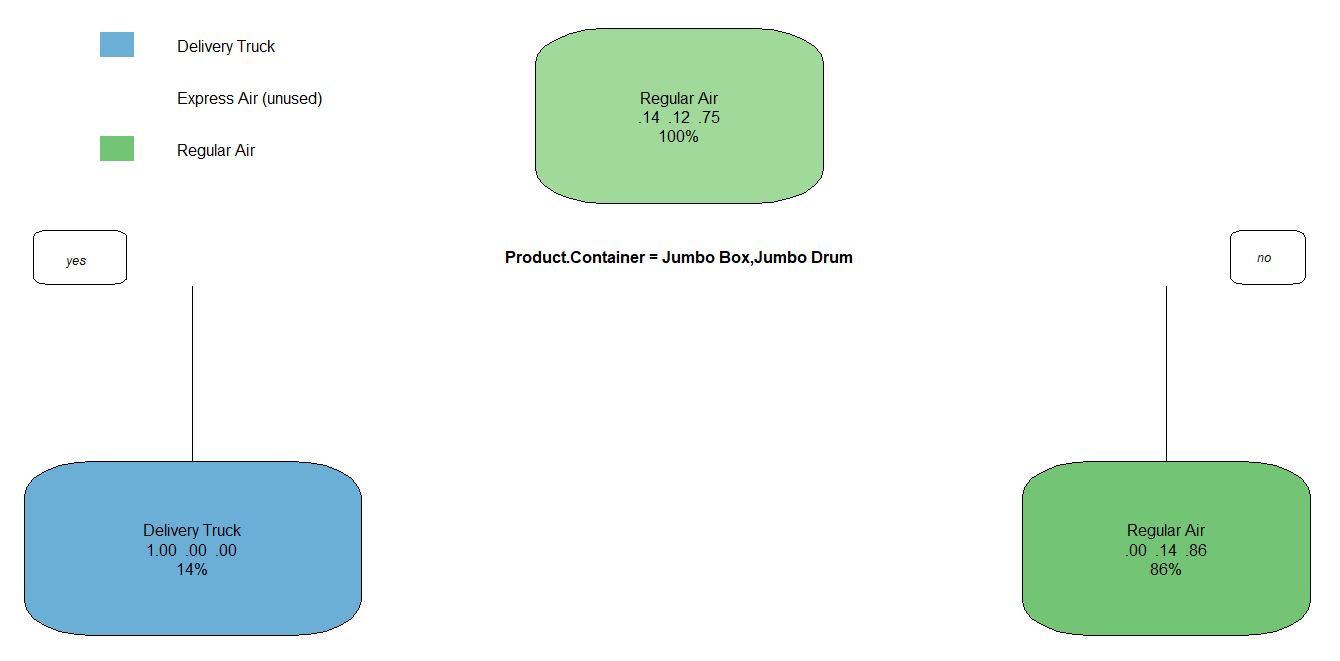 Delivery Truck
Express Air (unused)
Regular Air
Regular Air
.14 .12 .75
100%
yes
Product.Container = Jumbo Box,Jumbo Drum
no
Delivery Truck
1.00 .00 .00
14%
Regular Air
.00 .14 .86
86%